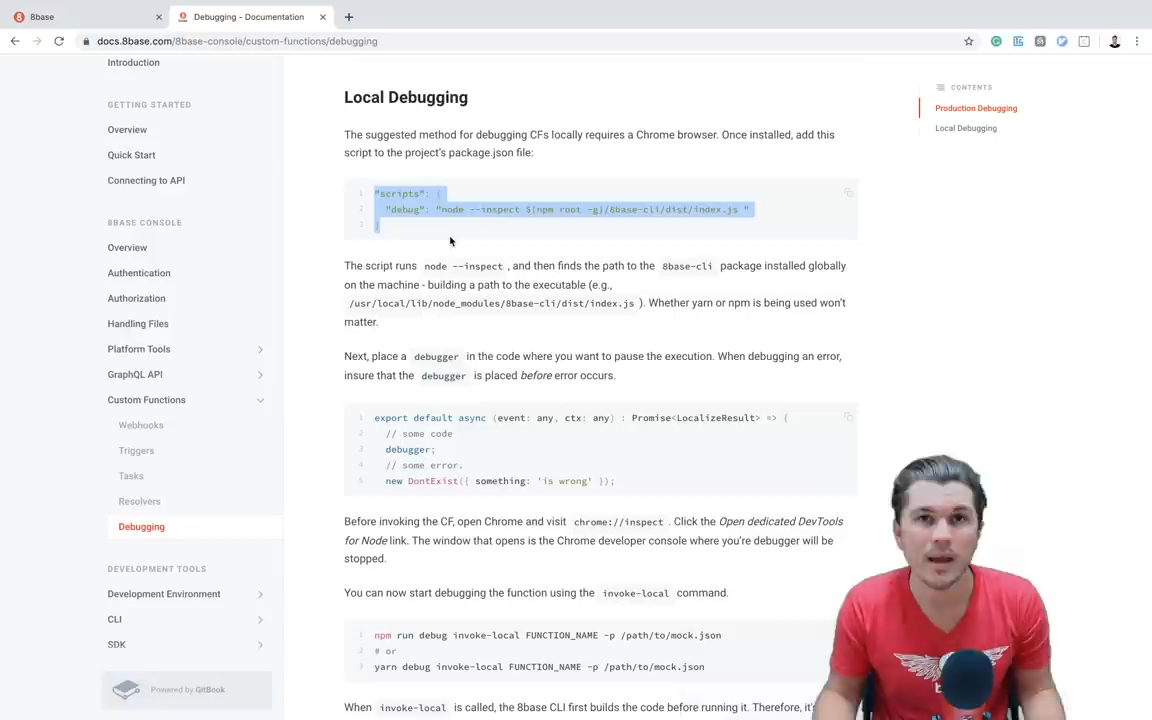 8base
Debugging - Documentation
docs.8base.com/8base-console/custom-functions/debugging
Introduction
GETTING STARTED
Overview
Quick Start
Connecting to API
8BASE CONSOLE
Overview
Authentication
Authorization
Handling Files
Platform Tools
GraphQL API
Custom Functions
Webhooks
Triggers
Tasks
Resolvers
Debugging
DEVELOPMENT TOOLS
Development Environment
CLI
SDK
Powered by GitBook
Local Debugging
The suggested method for debugging CFs locally requires a Chrome browser. Once installed, add this
script to the project's package.json file:
1 "scripts": {
2 "debug": "node --inspect $(npm root -g)/8base-cli/dist/index.js "
3 }
The script runs node --inspect , and then finds the path to the 8base-cli package installed globally
on the machine - building a path to the executable (e.g.,
/usr/local/lib/node_modules/8base-cli/dist/index.js ). Whether yarn or npm is being used won't
matter.
Next, place a debugger in the code where you want to pause the execution. When debugging an error,
insure that the debugger is placed before error occurs.
1 export default async (event: any, ctx: any) : Promise<LocalizeResult> => {
2 // some code
3 debugger;
4 // some error.
5 new DontExist({ something: 'is wrong' });
Before invoking the CF, open Chrome and visit chrome://inspect . Click the Open dedicated DevTools
for Node link. The window that opens is the Chrome developer console where you're debugger will be
stopped.
You can now start debugging the function using the invoke-local command.
1 npm run debug invoke-local FUNCTION_NAME -p /path/to/mock.json
2 # or
3 yarn debug invoke-local FUNCTION_NAME -p /path/to/mock.json
When invoke-local is called, the 8base CLI first builds the code before running it. Therefore, it's
CONTENTS
Production Debugging
Local Debugging